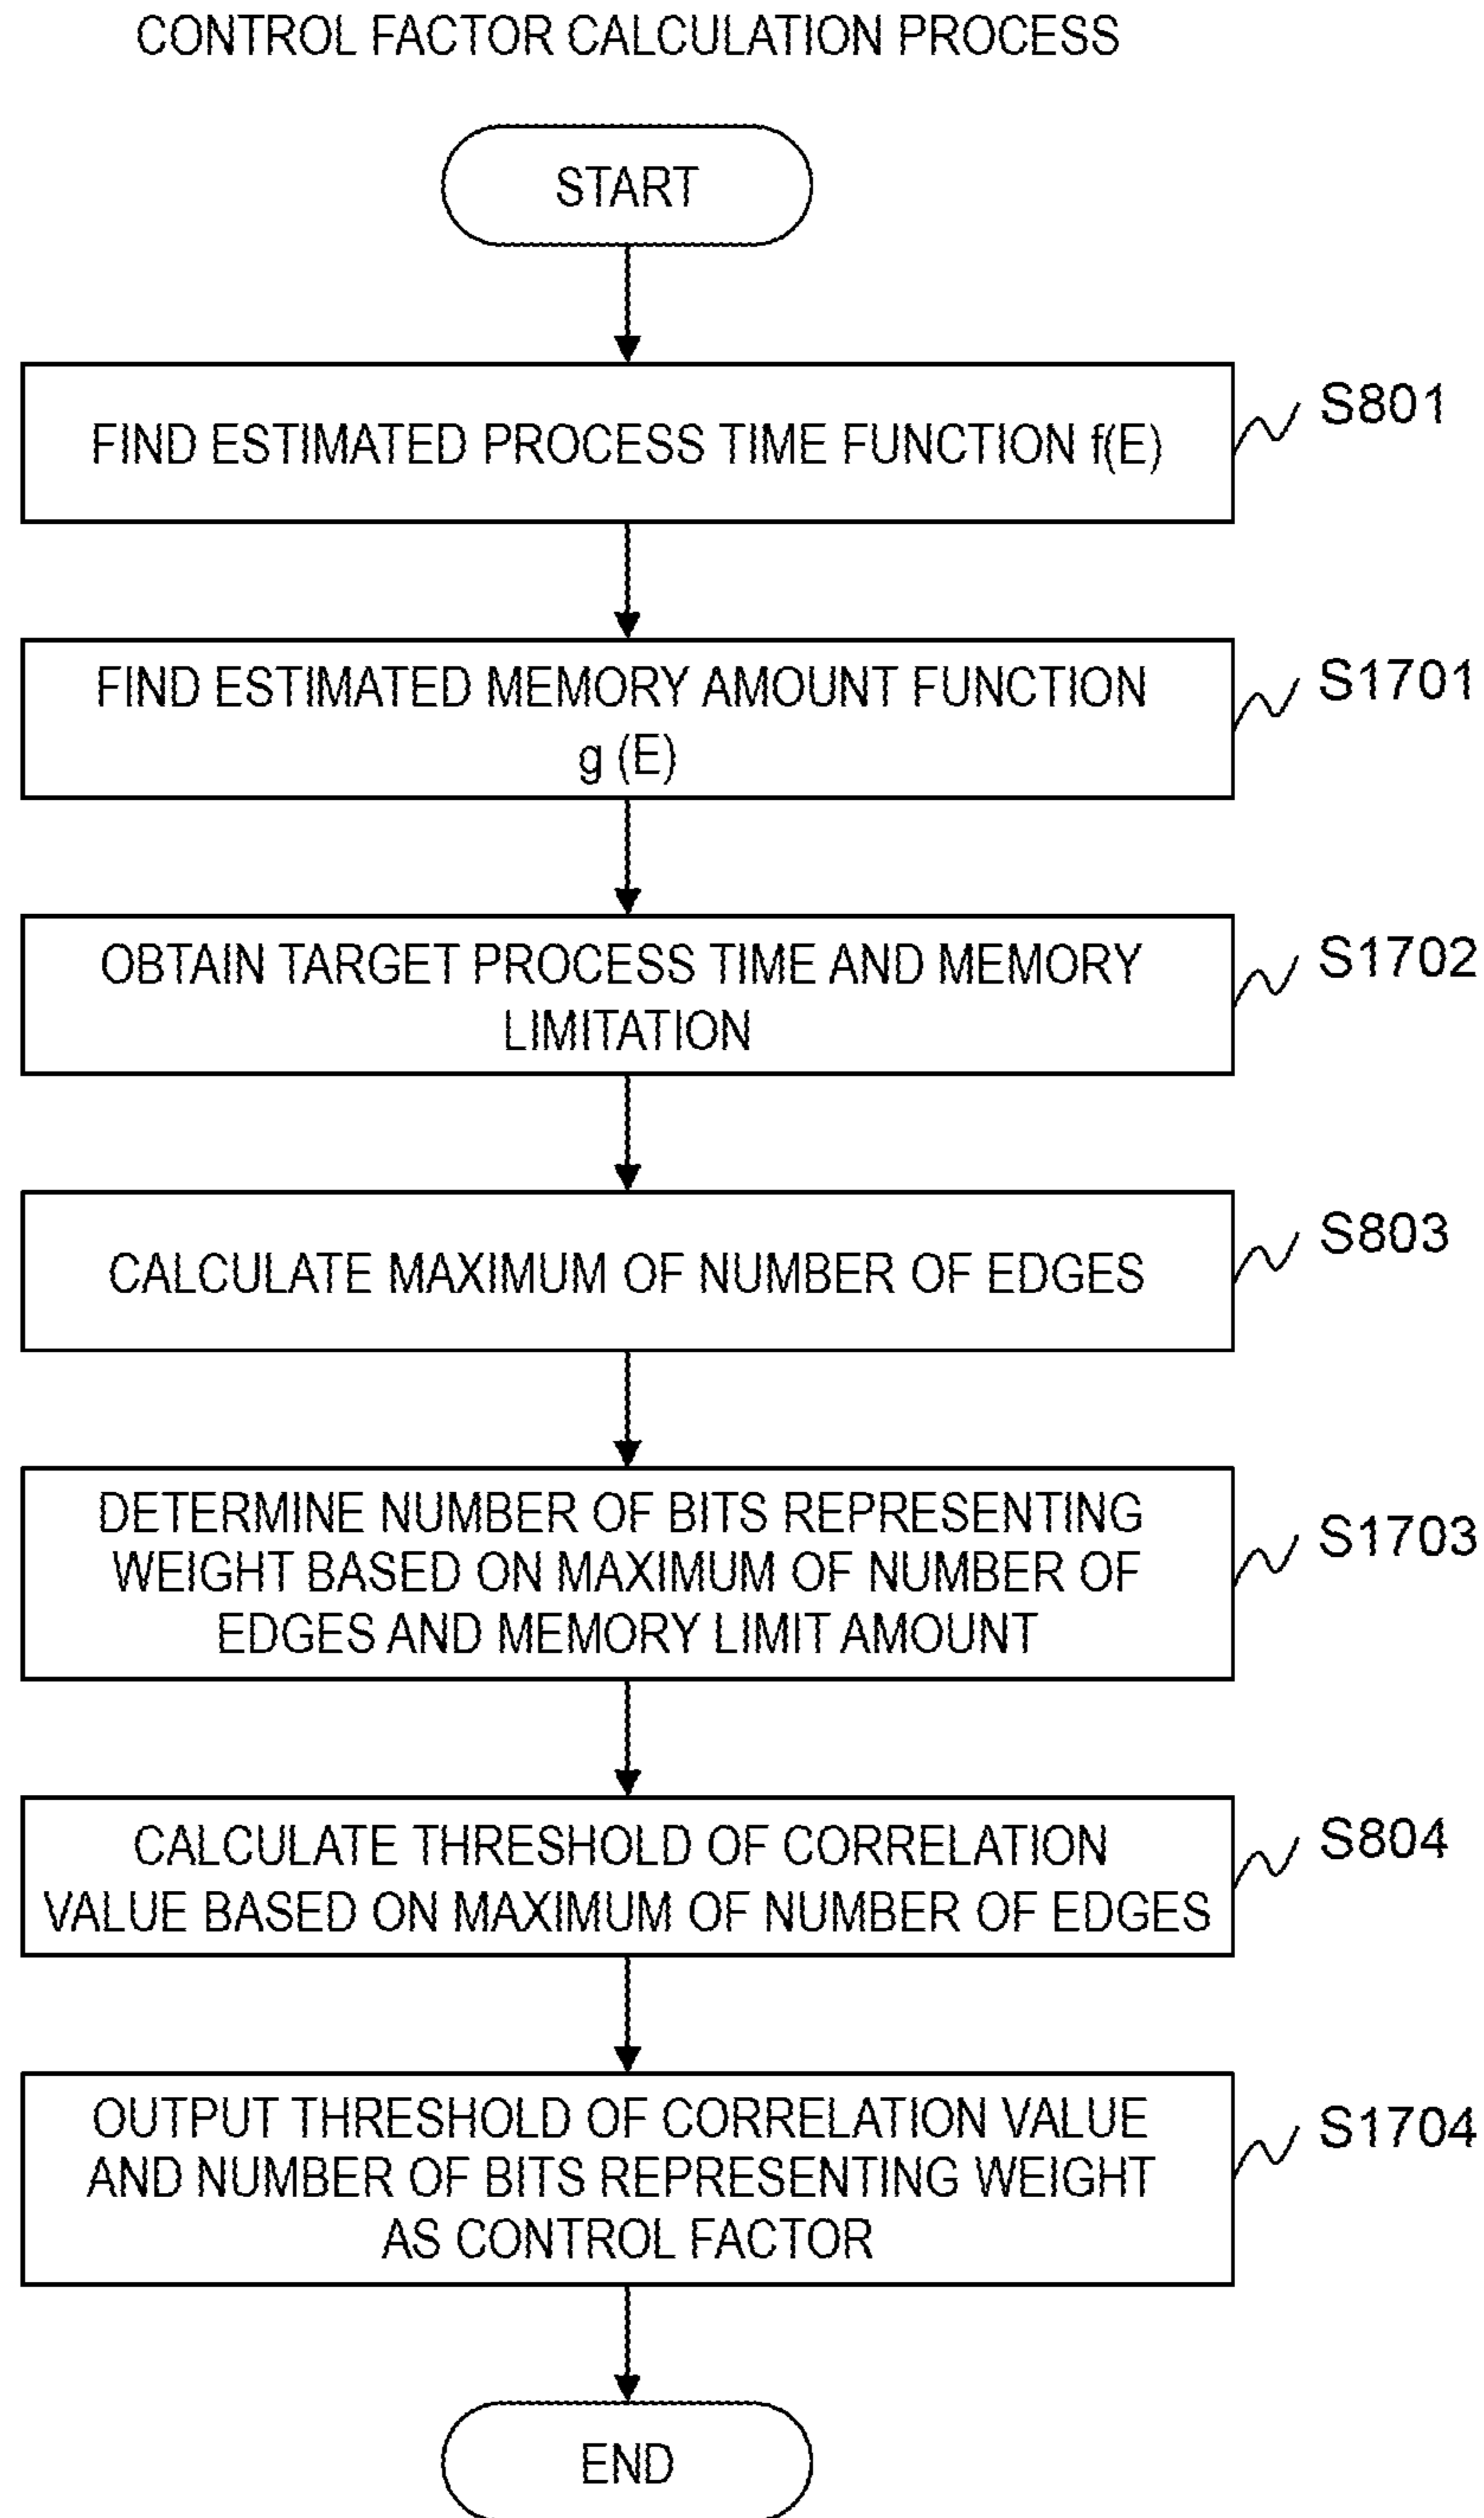 CONTROL FACTOR CALCULATION PROCESS
START
FIND ESTIMATED PROCESS TIME FUNCTION f(E)
S801
FIND ESTIMATED MEMORY AMOUNT FUNCTION
g (E)
S1701
OBTAIN TARGET PROCESS TIME AND MEMORY
LIMITATION
S1702
CALCULATE MAXIMUM OF NUMBER OF EDGES
S803
DETERMINE NUMBER OF BITS REPRESENTING
WEIGHT BASED ON MAXIMUM OF NUMBER OF
EDGES AND MEMORY LIMIT AMOUNT
S1703
CALCULATE THRESHOLD OF CORRELATION
VALUE BASED ON MAXIMUM OF NUMBER OF EDGES
S804
OUTPUT THRESHOLD OF CORRELATION VALUE
AND NUMBER OF BITS REPRESENTING WEIGHT
AS CONTROL FACTOR
S1704
END